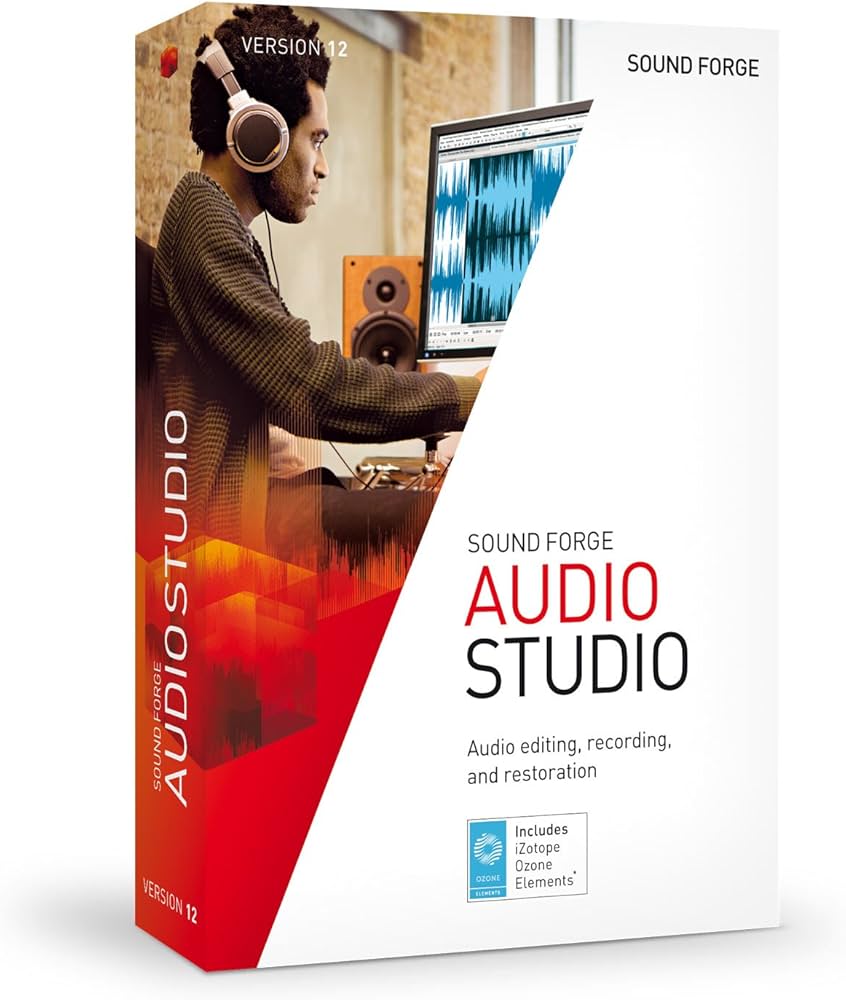 VERSION 12
SOUND FORGE
SOUND FORGE
AUDIO
STUDIO
Audio editing, recording,
and restoration
Includes
iZotope
Ozone
Elements*
OZONE
ELEMENTS
SOUND FORGE
AUDIO STUDIO
VERSION 12